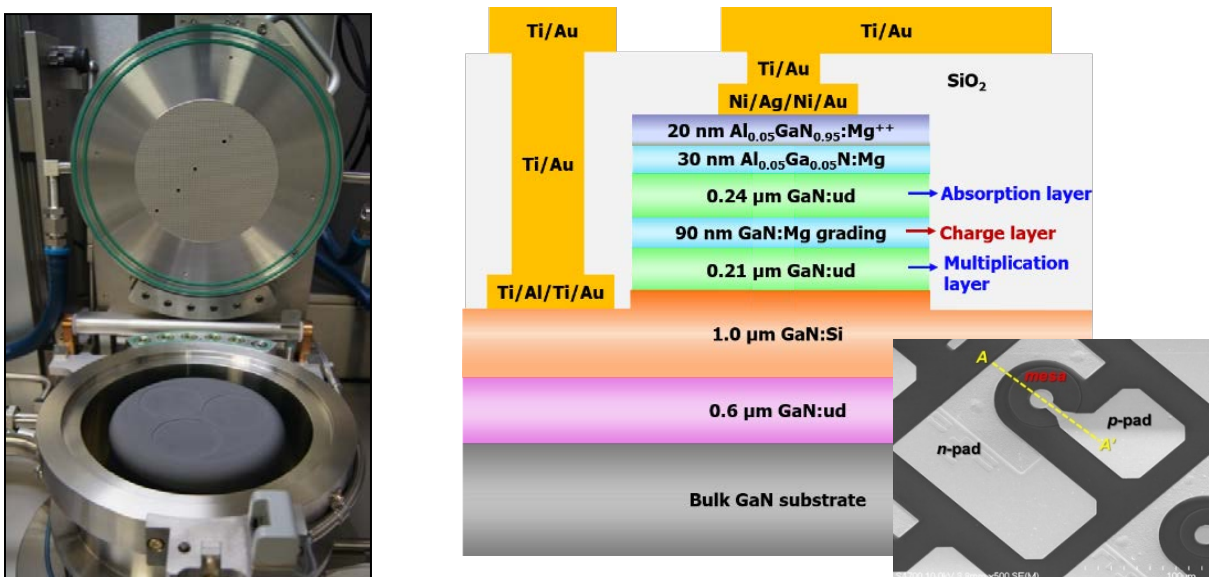 Ti/Au
Ti/Au
Ti/Au
SiO₂
Ni/Ag/Ni/Au
20 nm Al₀.₀₅GaN₀.₉₅:Mg⁺⁺
30 nm Al₀.₀₅Ga₀.₀₅N:Mg
Ti/Au
0.24 µm GaN:ud
Absorption layer
90 nm GaN:Mg grading
Charge layer
0.21 µm GaN:ud
Multiplication
layer
Ti/Al/Ti/Au
1.0 µm GaN:Si
0.6 µm GaN:ud
Bulk GaN substrate
A
mesa
p-pad
A'
n-pad
100µm